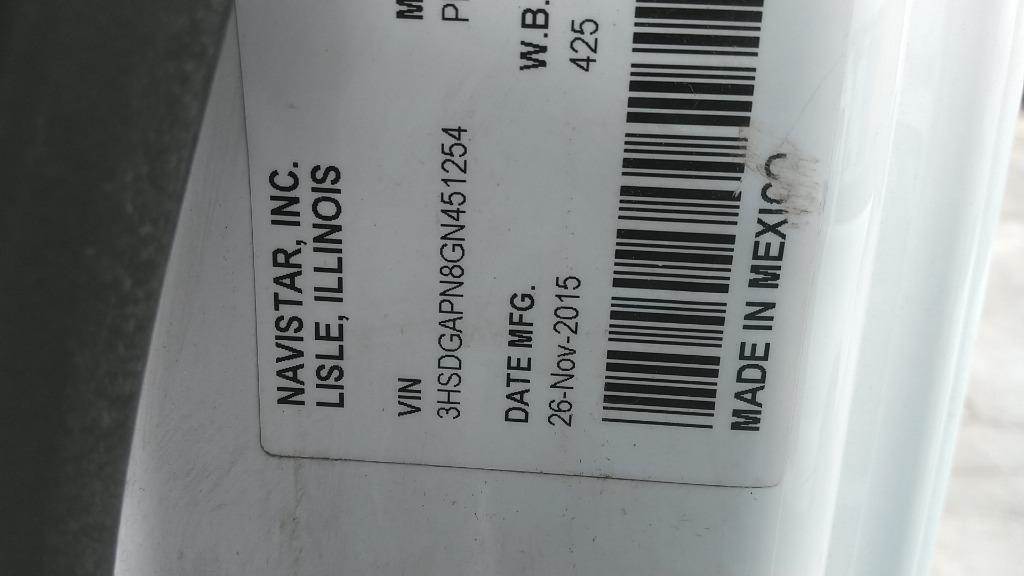 NAVISTAR, INC.
LISLE, ILLINOIS
VIN
3HSDGAPN8GN451254
DATE MFG.
26-Nov-2015
W.B.
425
MADE IN MEXICO